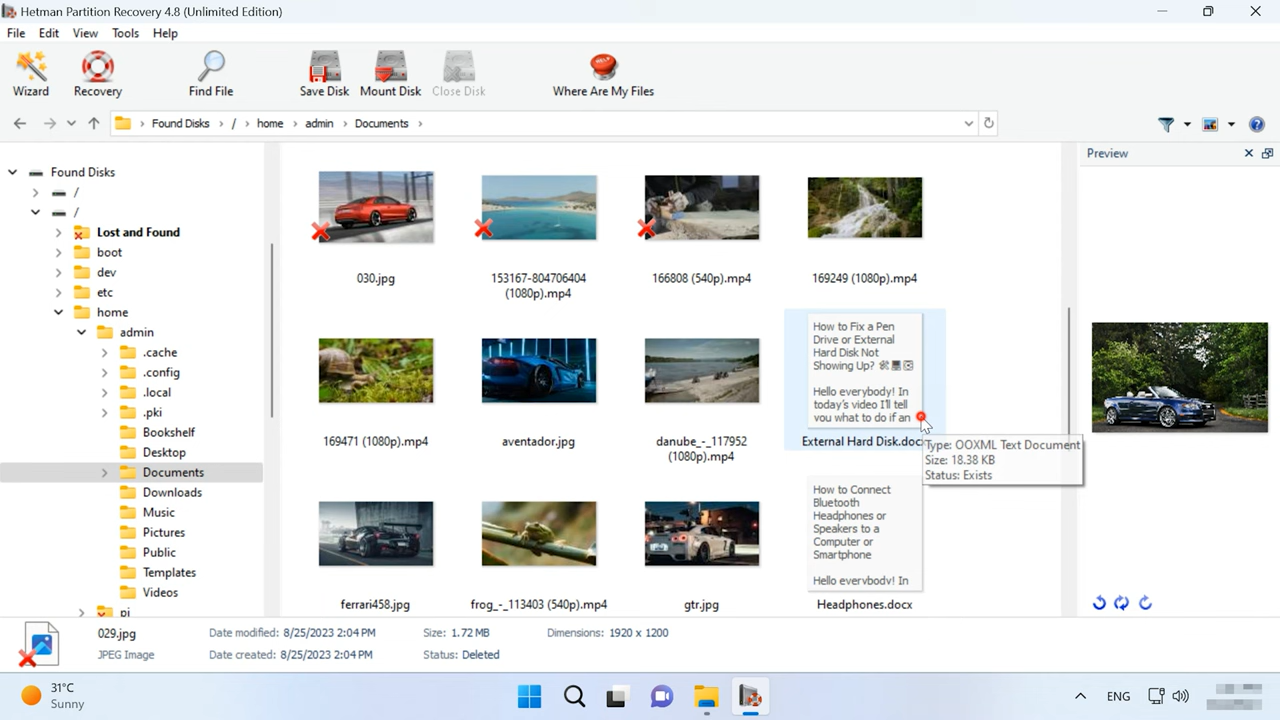 Hetman Partition Recovery 4.8 (Unlimited Edition)
File Edit View Tools Help
Wizard Recovery Find File Save Disk Mount Disk Close Disk HELP Where Are My Files
Found Disks / home admin Documents
Preview
Found Disks
/
/
Lost and Found
boot
dev
etc
home
admin
.cache
.config
.local
.pki
Bookshelf
Desktop
Documents
Downloads
Music
Pictures
Public
Templates
Videos
pi
030.jpg
153167-804706404
(1080p).mp4
166808 (540p).mp4
169249 (1080p).mp4
169471 (1080p).mp4
aventador.jpg
danube_-_117952
(1080p).mp4
How to Fix a Pen
Drive or External
Hard Disk Not
Showing Up?
Hello everybody! In
today's video I'll tell
you what to do if an
External Hard Disk.docx
Type: OOXML Text Document
Size: 18.38 KB
Status: Exists
ferrari458.jpg
frog_-_113403 (540p).mp4
gtr.jpg
How to Connect
Bluetooth
Headphones or
Speakers to a
Computer or
Smartphone
Hello everybody! In
Headphones.docx
029.jpg Date modified: 8/25/2023 2:04 PM Size: 1.72 MB Dimensions: 1920 x 1200
JPEG Image Date created: 8/25/2023 2:04 PM Status: Deleted
31°C
Sunny
ENG